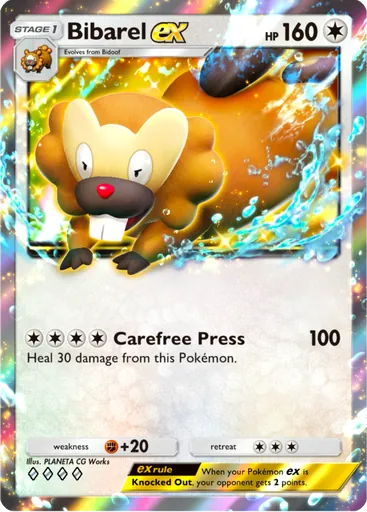 STAGE 1 Bibarel ex HP 160
Evolves from Bidoof
Carefree Press 100
Heal 30 damage from this Pokémon.
weakness +20 retreat
Illus. PLANETA CG Works
ex rule When your Pokémon ex is
Knocked Out, your opponent gets 2 points.